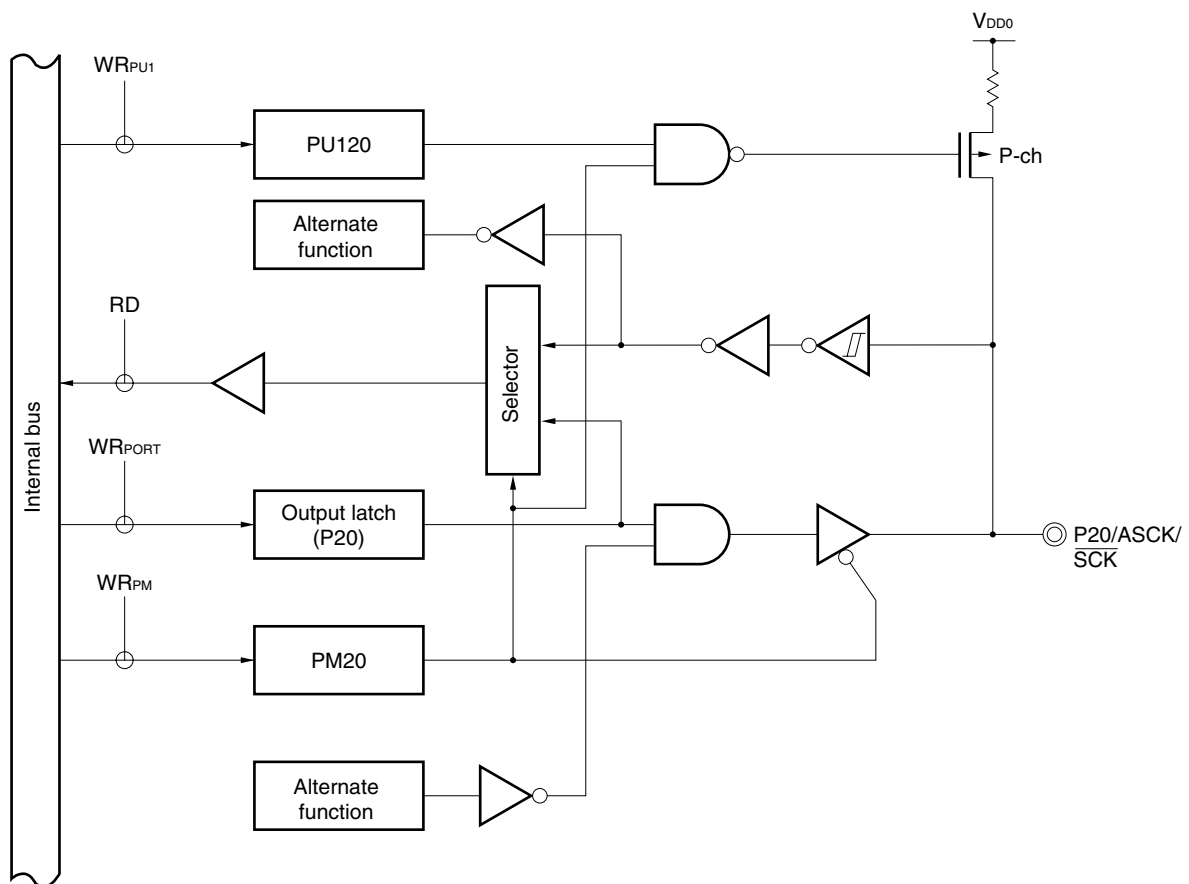 VDD0
WRPU1
PU120
P-ch
Alternate
function
RD
Selector
Internal bus
WRPORT
Output latch
(P20)
P20/ASCK/
SCK
WRPM
PM20
Alternate
function